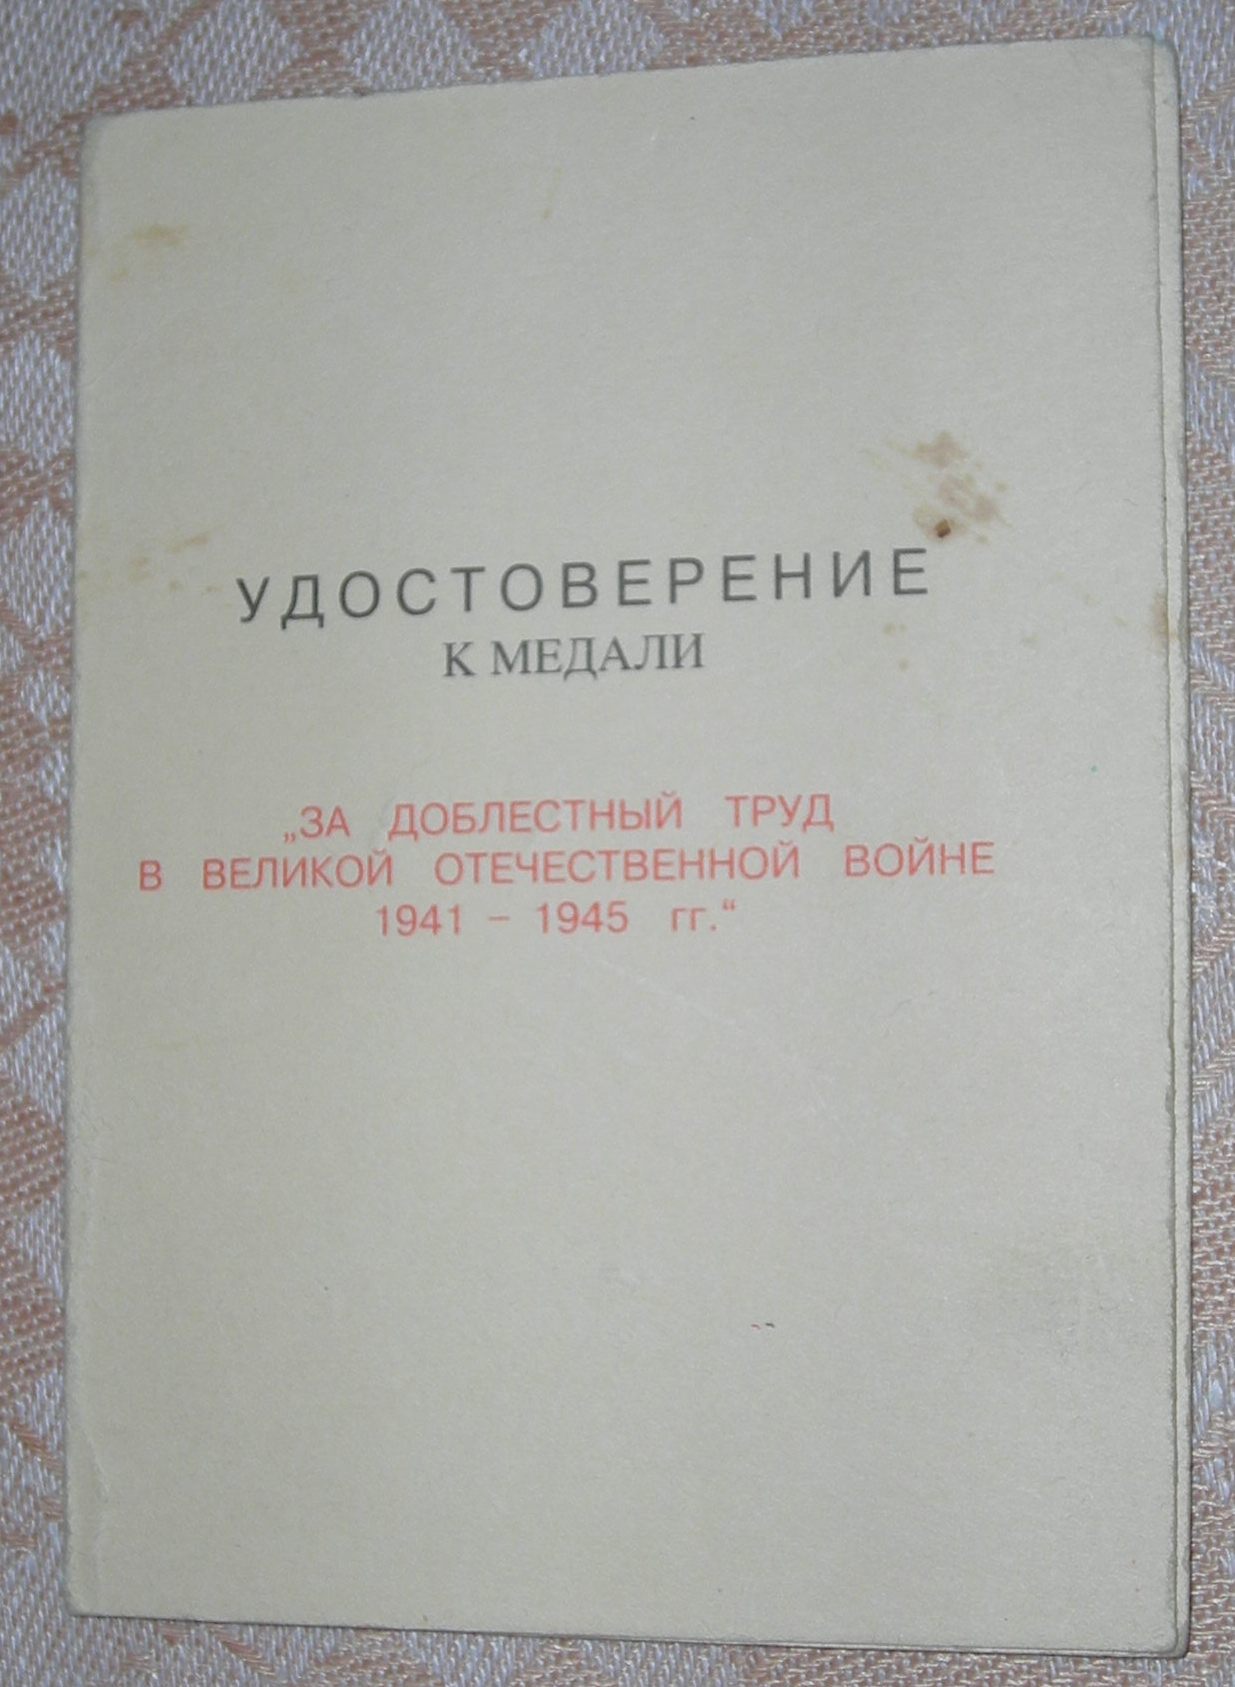 УДОСТОВЕРЕНИЕ
К МЕДАЛИ
„ЗА ДОБЛЕСТНЫЙ ТРУД
В ВЕЛИКОЙ ОТЕЧЕСТВЕННОЙ ВОЙНЕ
1941 – 1945 гг.“